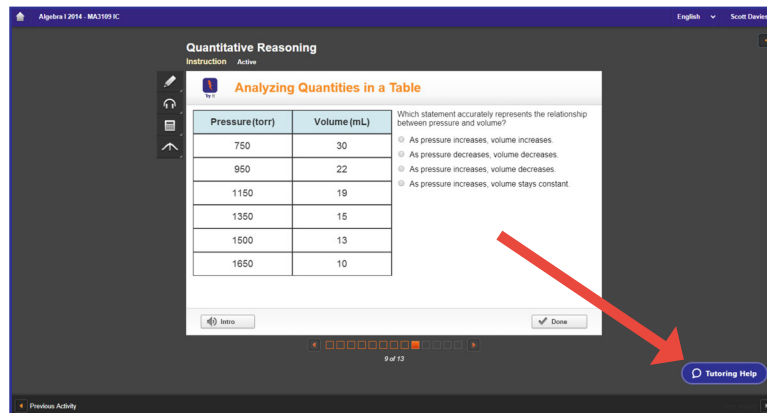 Algebra I 2014 - MA3109 IC
English
Scott Davies
Quantitative Reasoning
Instruction Active
Try It
Analyzing Quantities in a Table
Pressure (torr) Volume (mL)
750 30
950 22
1150 19
1350 15
1500 13
1650 10
Which statement accurately represents the relationship
between pressure and volume?
As pressure increases, volume increases.
As pressure decreases, volume decreases.
As pressure increases, volume decreases.
As pressure increases, volume stays constant.
Intro
Done
9 of 13
Tutoring Help
Previous Activity